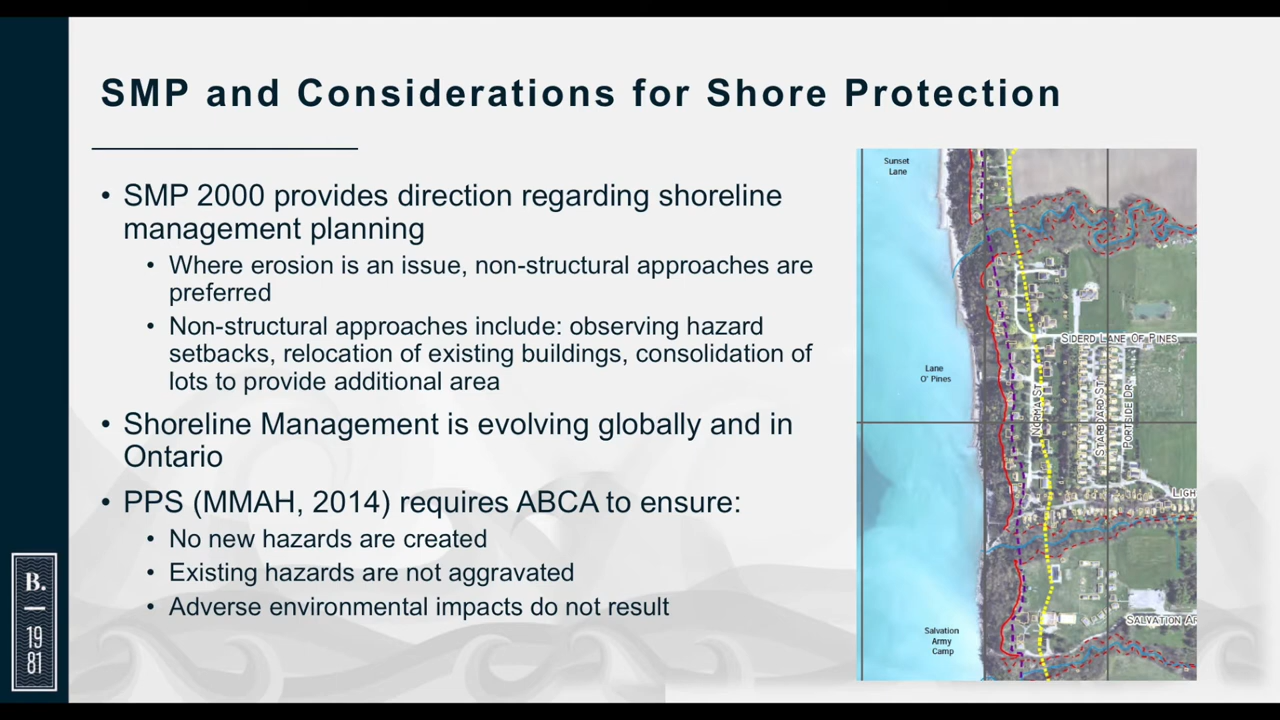 SMP and Considerations for Shore Protection
• SMP 2000 provides direction regarding shoreline
management planning
• Where erosion is an issue, non-structural approaches are
preferred
• Non-structural approaches include: observing hazard
setbacks, relocation of existing buildings, consolidation of
lots to provide additional area
• Shoreline Management is evolving globally and in
Ontario
• PPS (MMAH, 2014) requires ABCA to ensure:
• No new hazards are created
• Existing hazards are not aggravated
• Adverse environmental impacts do not result
Sunset
Lane
SIDERD LANE OF PINES
Lane
O' Pines
NORMA ST
STARBOARD ST
PORTSIDE DR
LIGH
Salvation
Army
Camp
SALVATION AR
B.
19
81